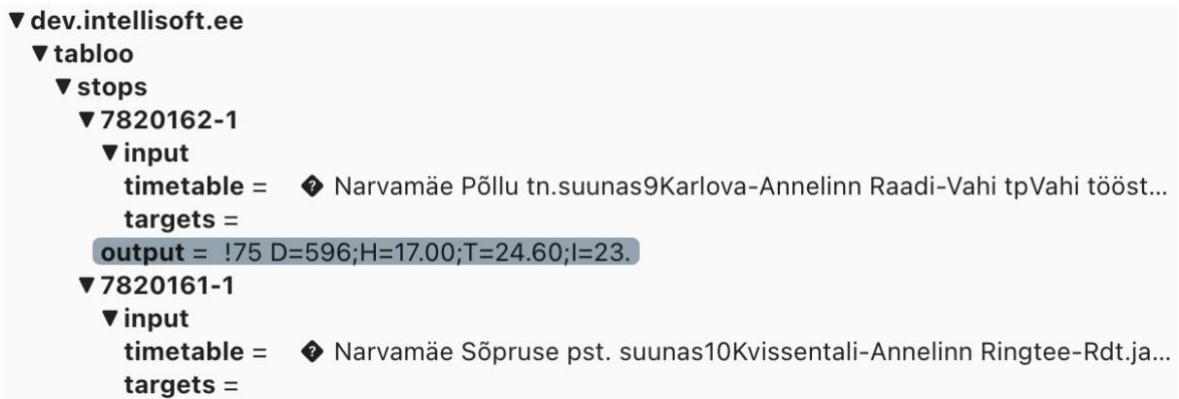 dev.intellisoft.ee
tabloo
stops
7820162-1
input
timetable = Narvamäe Põllu tn.suunas9Karlova-Annelinn Raadi-Vahi tpVahi tööst...
targets =
output = !75 D=596;H=17.00;T=24.60;I=23.
7820161-1
input
timetable = Narvamäe Sõpruse pst. suunas10Kvissentali-Annelinn Ringtee-Rdt.ja...
targets =